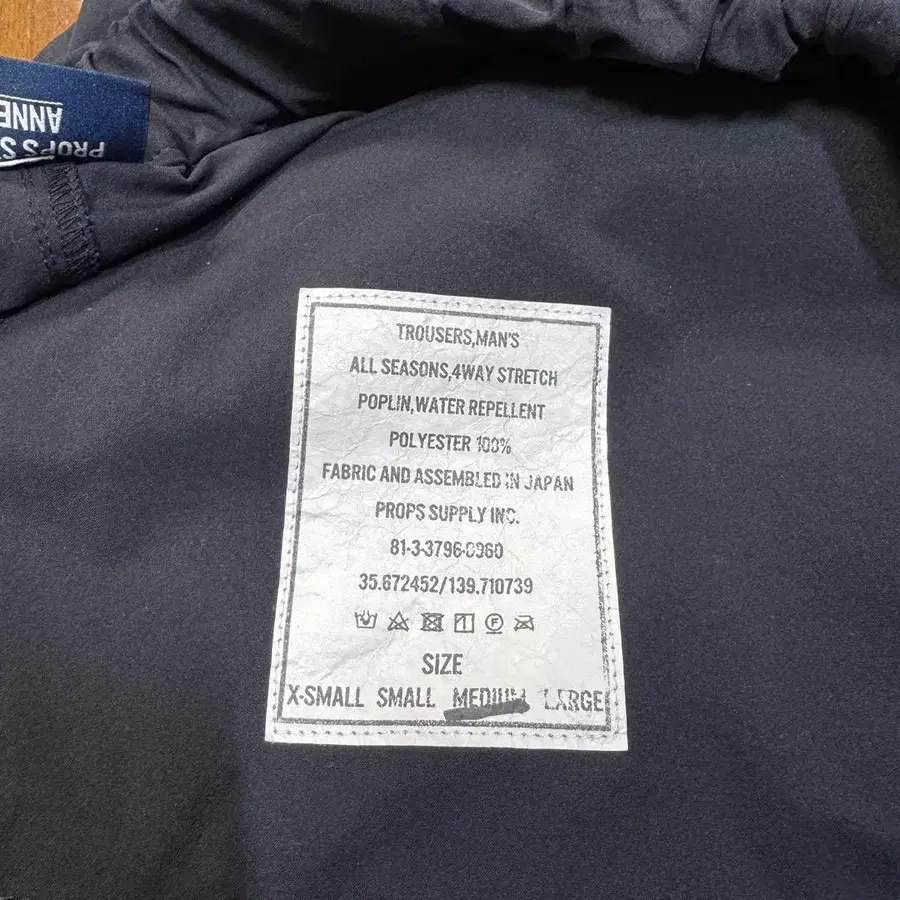 PROPS S
ANNE
TROUSERS,MAN'S
ALL SEASONS,4WAY STRETCH
POPLIN,WATER REPELLENT
POLYESTER 100%
FABRIC AND ASSEMBLED IN JAPAN
PROPS SUPPLY INC.
81-3-3796-0960
35.672452/139.710739
SIZE
X-SMALL SMALL MEDIUM LARGE